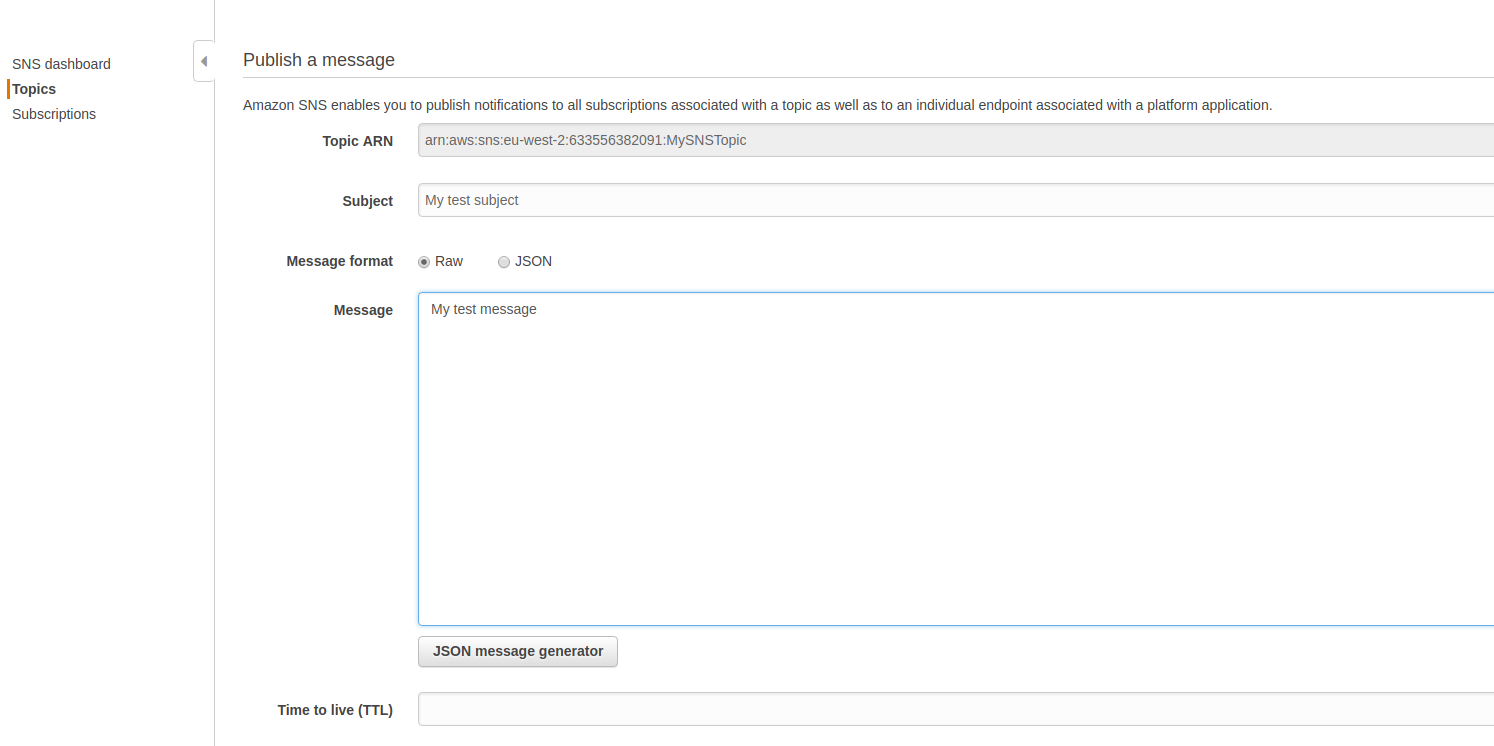 SNS dashboard
Topics
Subscriptions
Publish a message
Amazon SNS enables you to publish notifications to all subscriptions associated with a topic as well as to an individual endpoint associated with a platform application.
Topic ARN
arn:aws:sns:eu-west-2:633556382091:MySNSTopic
Subject
My test subject
Message format
Raw
JSON
Message
My test message
JSON message generator
Time to live (TTL)